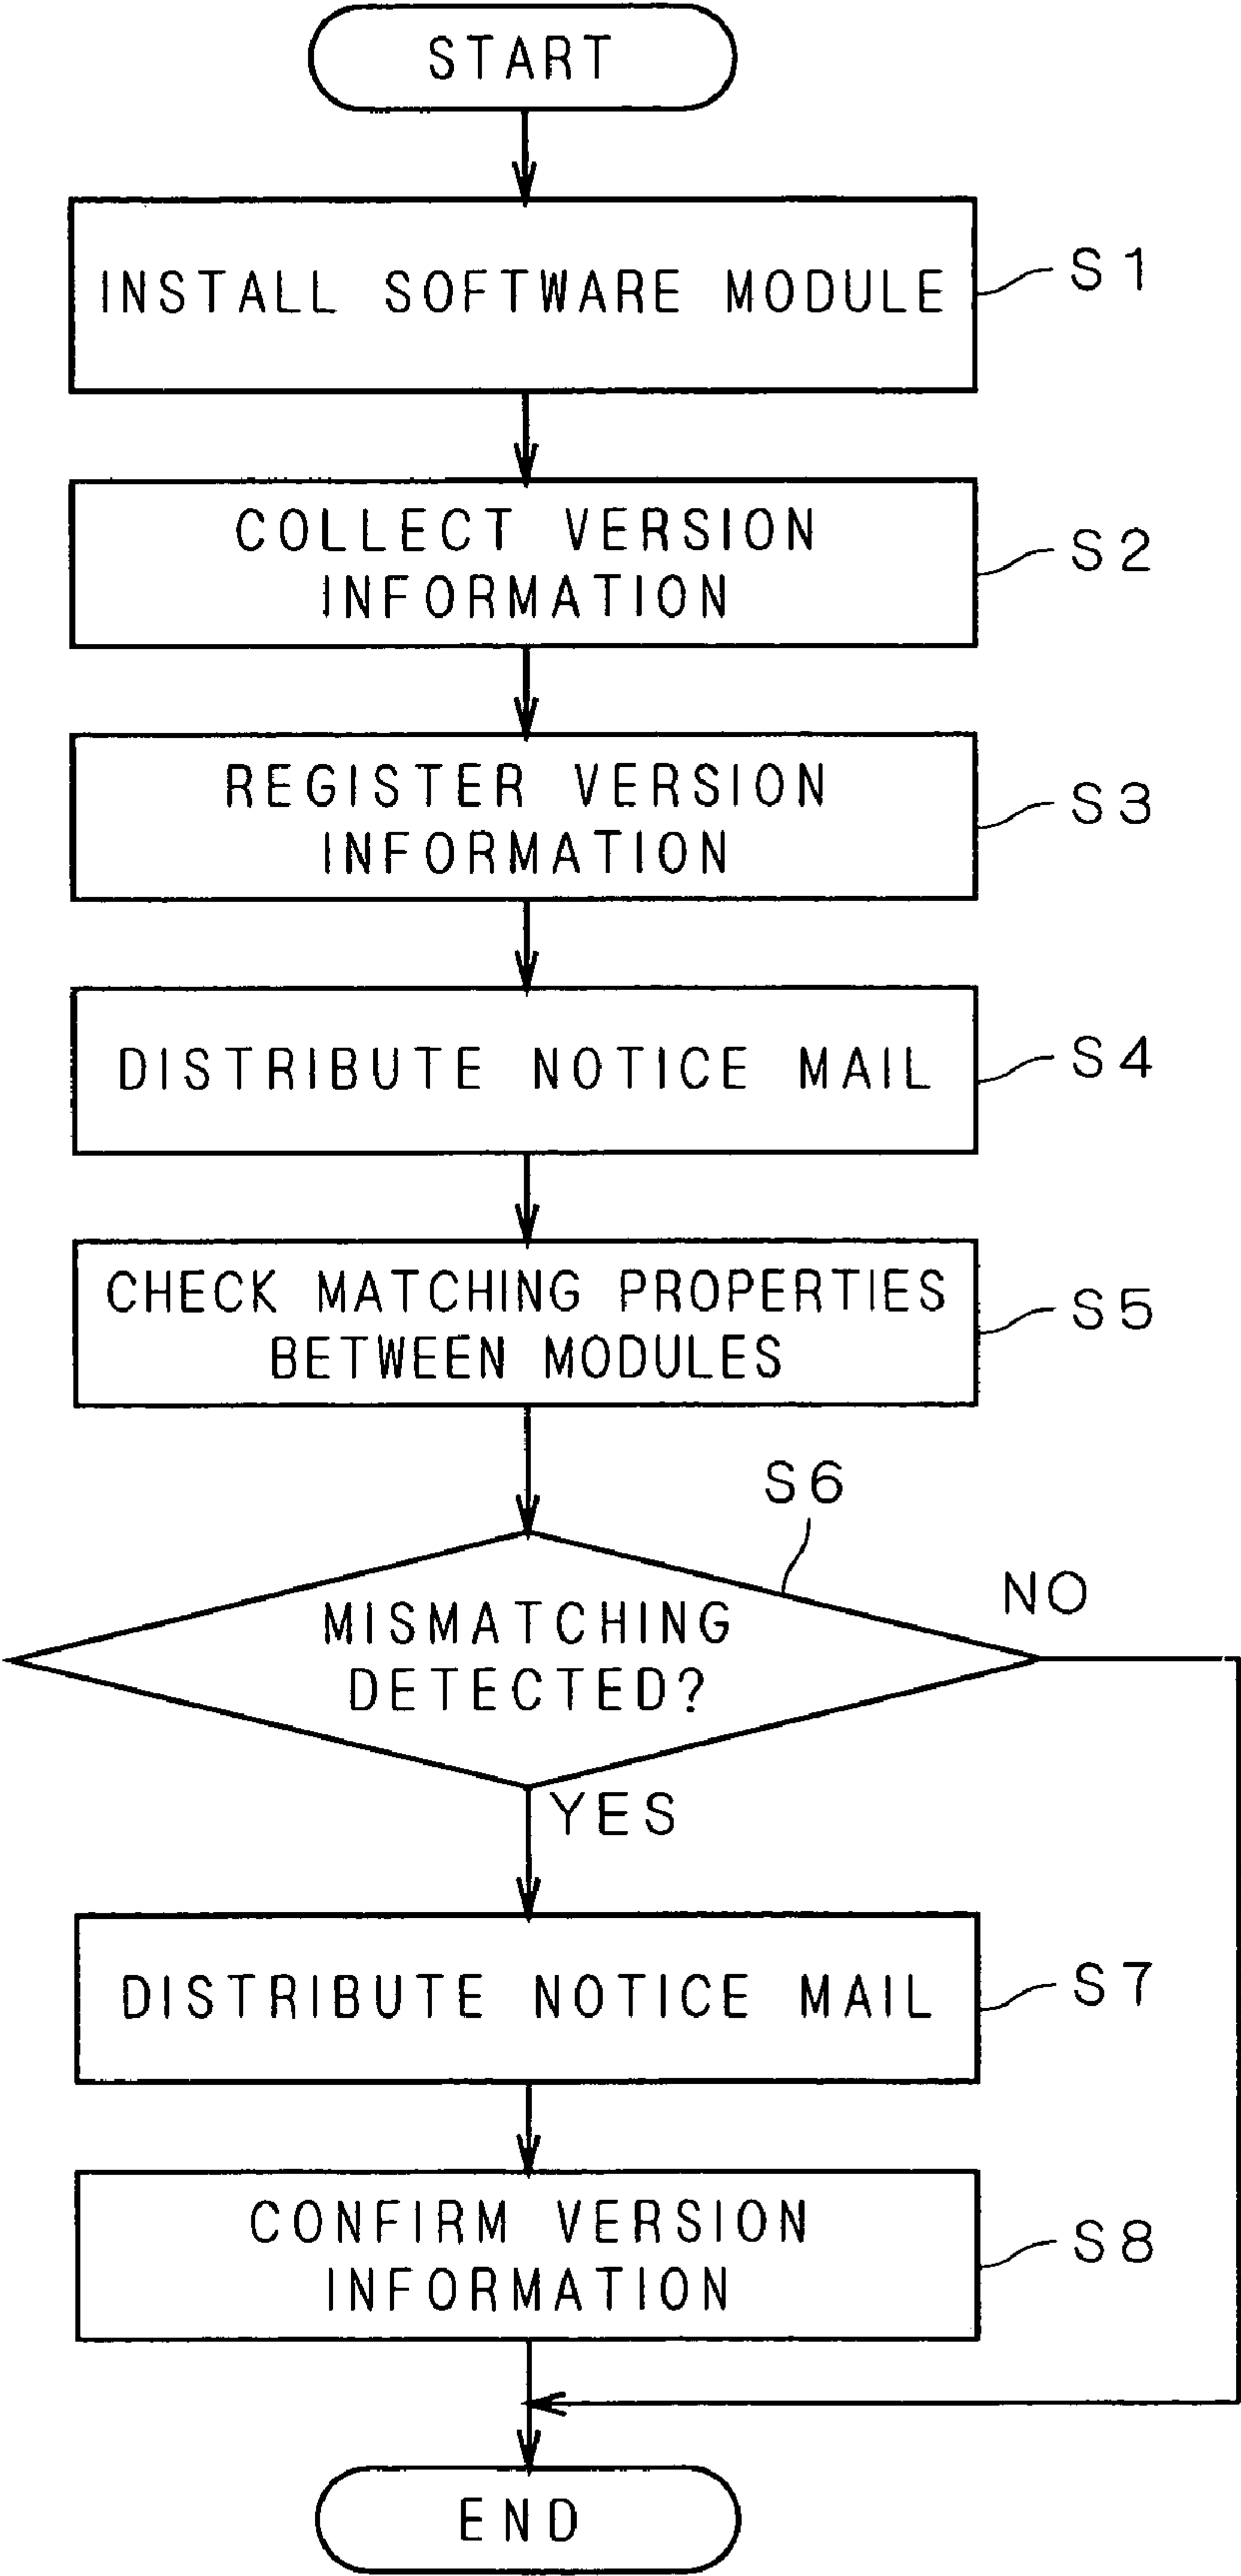 START
INSTALL SOFTWARE MODULE
S1
COLLECT VERSION
INFORMATION
S2
REGISTER VERSION
INFORMATION
S3
DISTRIBUTE NOTICE MAIL
S4
CHECK MATCHING PROPERTIES
BETWEEN MODULES
S5
S6
MISMATCHING
DETECTED?
NO
YES
DISTRIBUTE NOTICE MAIL
S7
CONFIRM VERSION
INFORMATION
S8
END